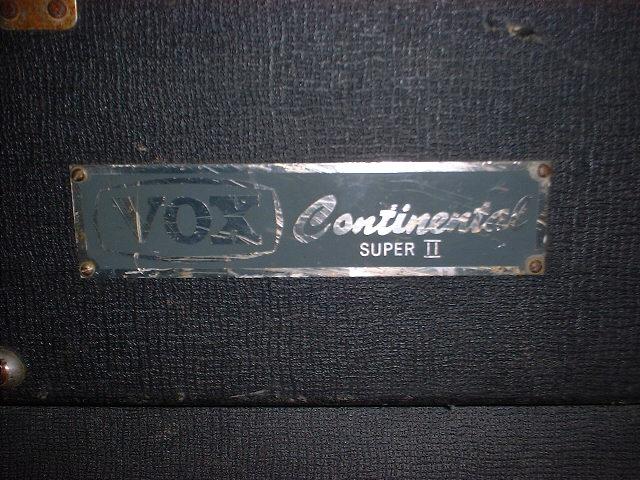 VOX Continental
SUPER II